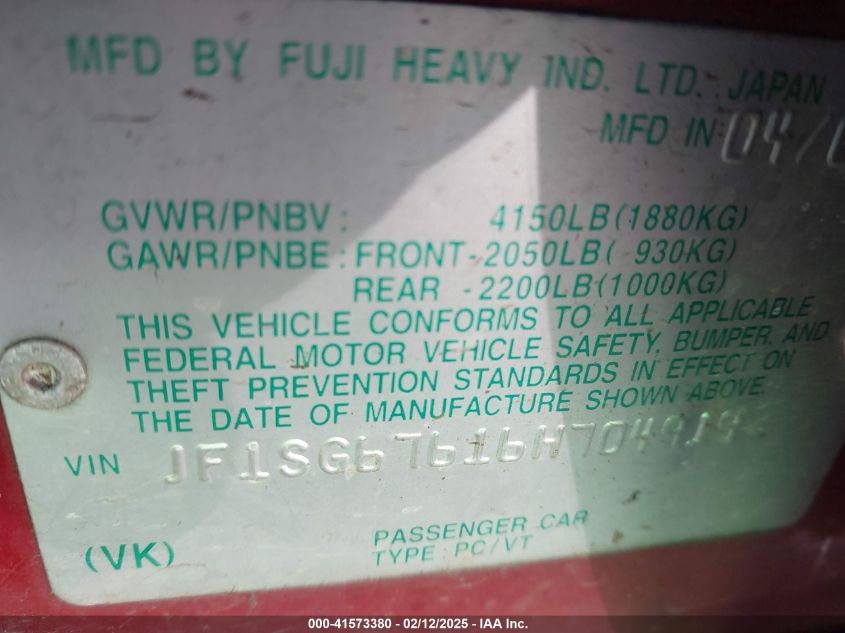 MFD BY FUJI HEAVY IND. LTD. JAPAN
MFD IN 04/
GVWR/PNBV: 4150LB(1880KG)
GAWR/PNBE: FRONT-2050LB( 930KG)
REAR -2200LB(1000KG)
THIS VEHICLE CONFORMS TO ALL APPLICABLE
FEDERAL MOTOR VEHICLE SAFETY, BUMPER, AND
THEFT PREVENTION STANDARDS IN EFFECT ON
THE DATE OF MANUFACTURE SHOWN ABOVE.
VIN
(VK)
PASSENGER CAR
TYPE: PC/VT
000-41573380 - 02/12/2025 - IAA Inc.